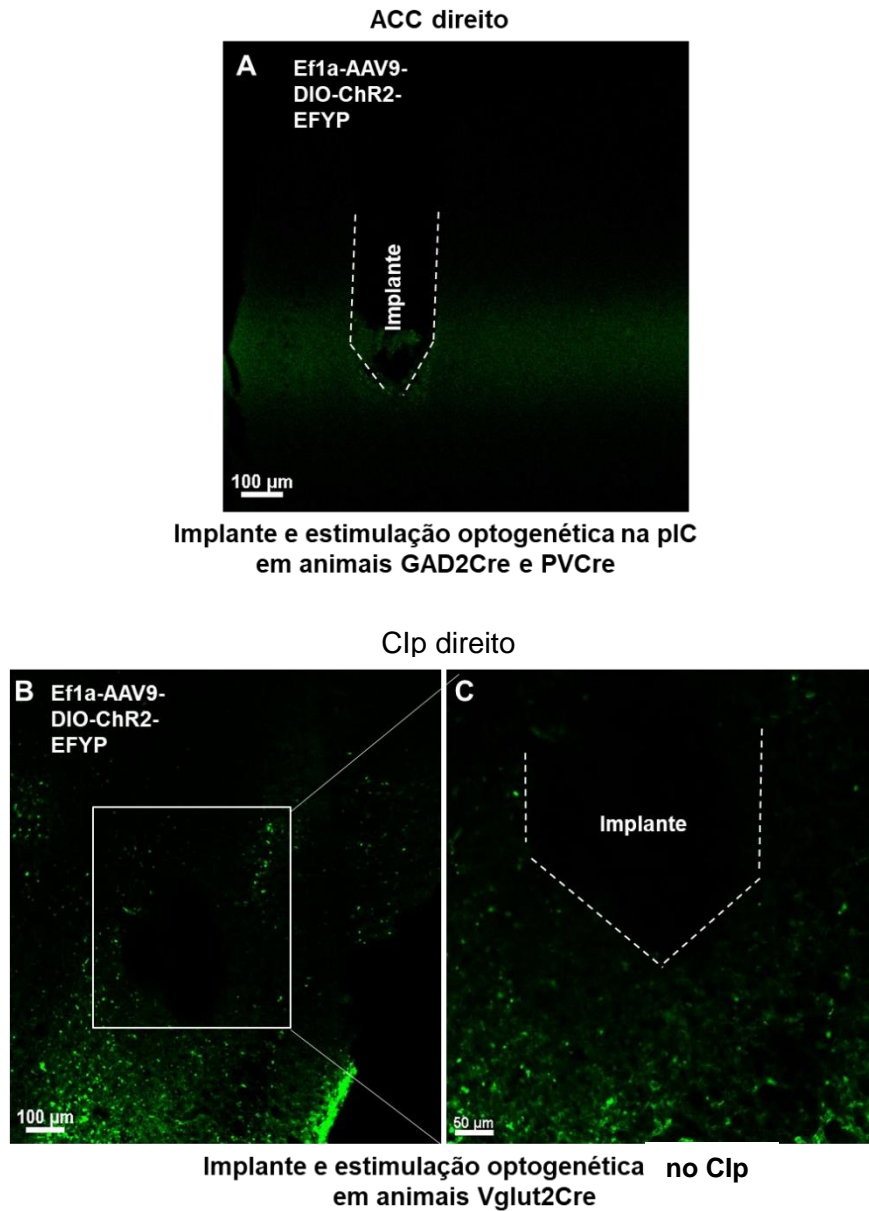 ACC direito
A
Ef1a-AAV9-
DIO-ChR2-
EFYP
Implante
100 µm
Implante e estimulação optogenética na pIC
em animais GAD2Cre e PVCre
CIp direito
B
Ef1a-AAV9-
DIO-ChR2-
EFYP
100 µm
C
Implante
50 µm
Implante e estimulação optogenética no CIp
em animais Vglut2Cre